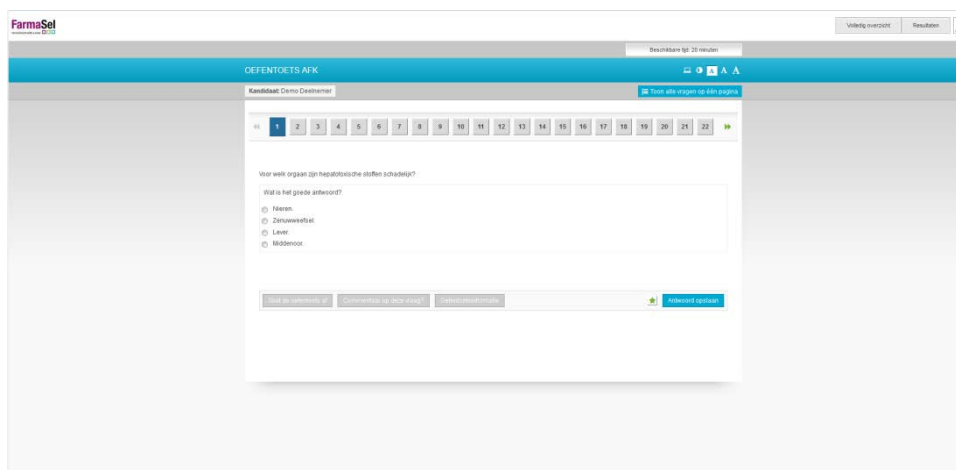 FarmaSel
Volledig overzicht
Resultaten
Beschikbare tijd: 20 minuten
OEFENTOETS AFK
A A A
Kandidaat: Demo Deelnemer
Toon alle vragen op één pagina
1 2 3 4 5 6 7 8 9 10 11 12 13 14 15 16 17 18 19 20 21 22
Voor welk orgaan zijn hepatotoxische stoffen schadelijk?
Wat is het goede antwoord?
Nieren.
Zenuwweefsel.
Lever.
Middenoor.
Sluit de oefentoets af
Commentaar op deze vraag?
Antwoord opslaan